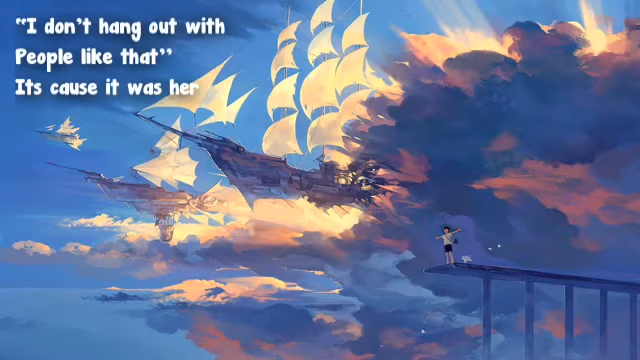 “I don’t hang out with
People like that”
Its cause it was her